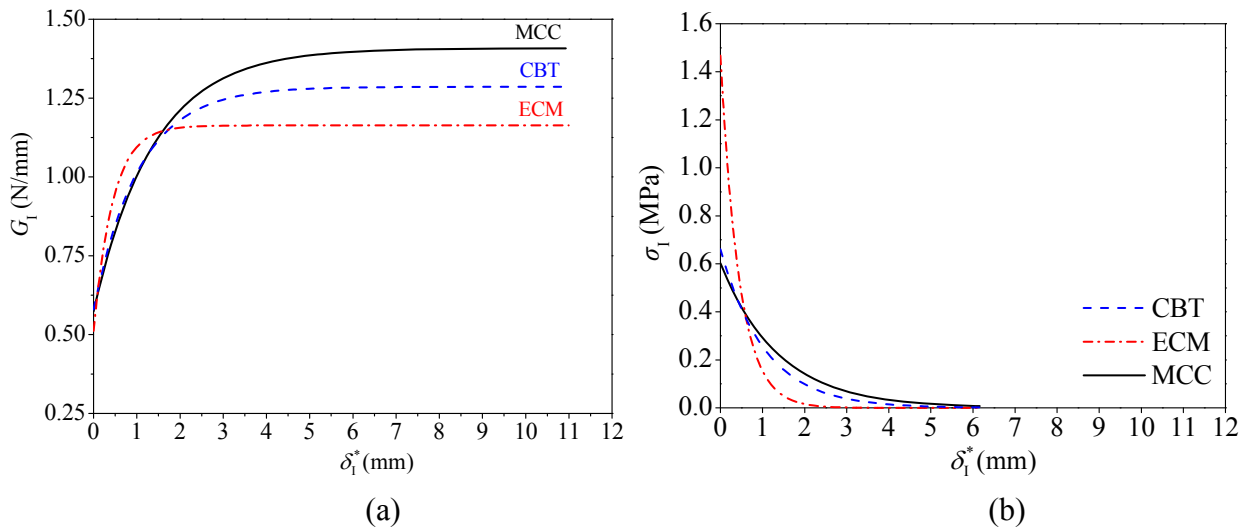 1.50
1.25
1.00
0.75
0.50
0.25
G_I (N/mm)
MCC
CBT
ECM
0 1 2 3 4 5 6 7 8 9 10 11 12
δ_I^* (mm)
(a)
1.6
1.4
1.2
1.0
0.8
0.6
0.4
0.2
0.0
σ_I (MPa)
CBT
ECM
MCC
0 1 2 3 4 5 6 7 8 9 10 11 12
δ_I^* (mm)
(b)